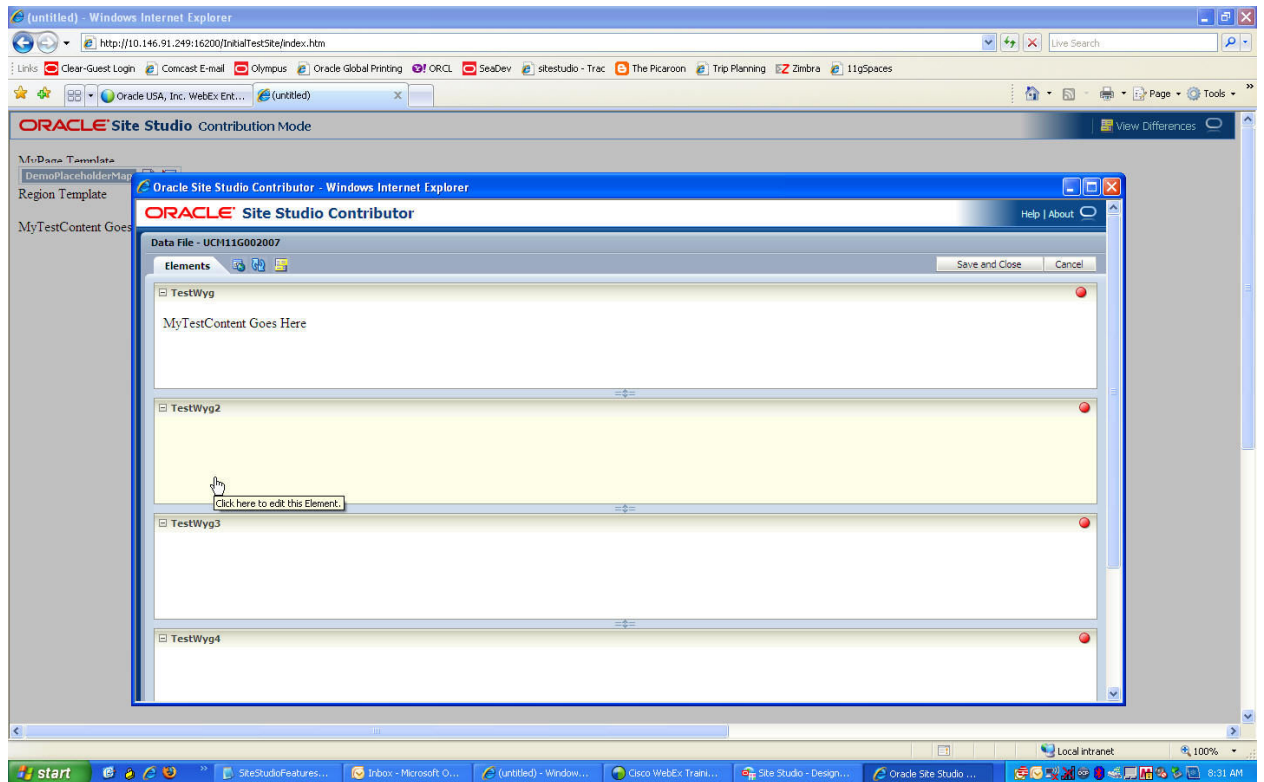 (untitled) - Windows Internet Explorer
http://10.146.91.249:16200/InitialTestSite/index.htm
Live Search
Links Clear-Guest Login Comcast E-mail Olympus Oracle Global Printing ORCL SeaDev sitestudio - Trac The Picaroon Trip Planning Zimbra 11gSpaces
Oracle USA, Inc. WebEx Ent... (untitled) Page Tools
ORACLE Site Studio Contribution Mode View Differences
MyPage Template
DemoPlaceholderMap
Region Template
MyTestContent Goes
Oracle Site Studio Contributor - Windows Internet Explorer
ORACLE Site Studio Contributor Help | About
Data File - UCM11G002007
Elements Save and Close Cancel
TestWyg
MyTestContent Goes Here
TestWyg2
Click here to edit this Element.
TestWyg3
TestWyg4
Local intranet 100%
start SiteStudioFeatures... Inbox - Microsoft O... (untitled) - Window... Cisco WebEx Traini... Site Studio - Design... Oracle Site Studio ... 8:31 AM